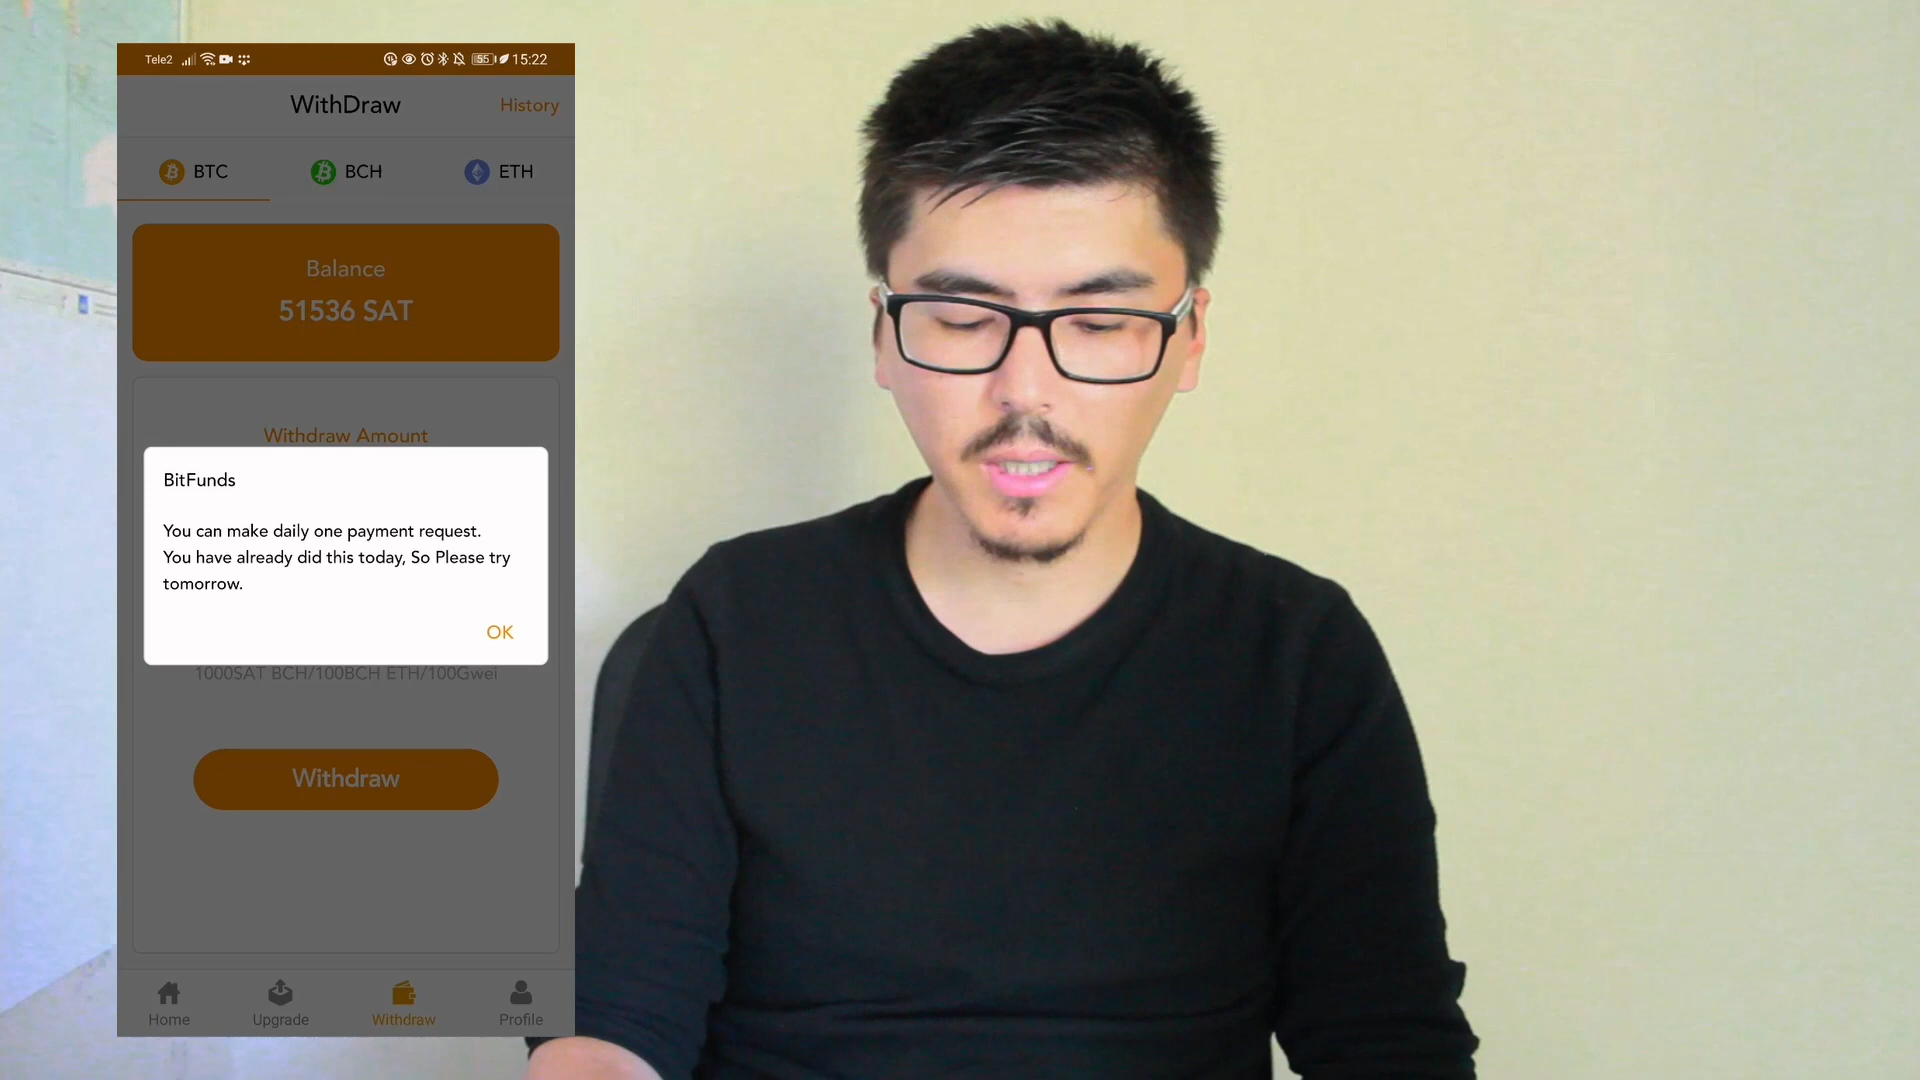 Tele2 55 15:22
WithDraw History
BTC BCH ETH
Balance
51536 SAT
Withdraw Amount
BitFunds
You can make daily one payment request.
You have already did this today, So Please try
tomorrow.
OK
1000SAT BCH/100BCH ETH/100Gwei
Withdraw
Home Upgrade Withdraw Profile